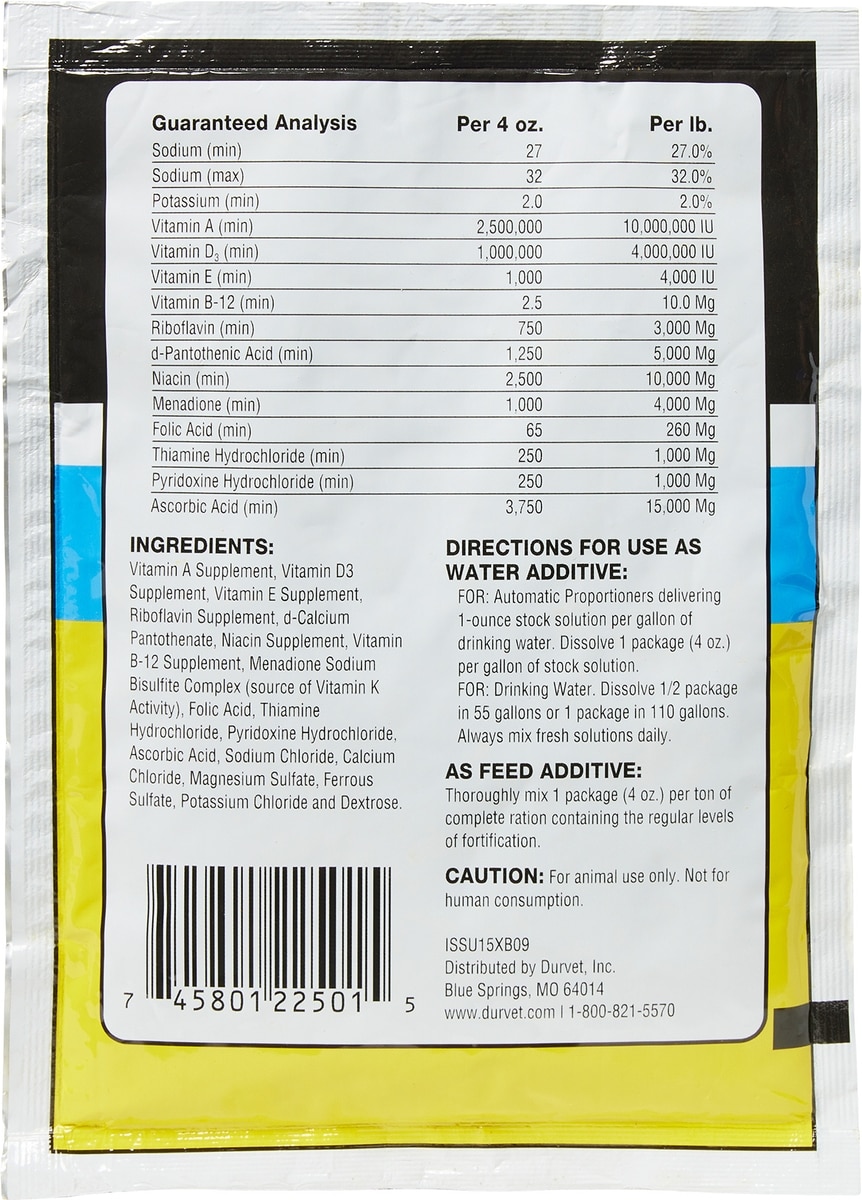 Guaranteed Analysis Per 4 oz. Per lb.
Sodium (min) 27 27.0%
Sodium (max) 32 32.0%
Potassium (min) 2.0 2.0%
Vitamin A (min) 2,500,000 10,000,000 IU
Vitamin D3 (min) 1,000,000 4,000,000 IU
Vitamin E (min) 1,000 4,000 IU
Vitamin B-12 (min) 2.5 10.0 Mg
Riboflavin (min) 750 3,000 Mg
d-Pantothenic Acid (min) 1,250 5,000 Mg
Niacin (min) 2,500 10,000 Mg
Menadione (min) 1,000 4,000 Mg
Folic Acid (min) 65 260 Mg
Thiamine Hydrochloride (min) 250 1,000 Mg
Pyridoxine Hydrochloride (min) 250 1,000 Mg
Ascorbic Acid (min) 3,750 15,000 Mg
INGREDIENTS:
Vitamin A Supplement, Vitamin D3
Supplement, Vitamin E Supplement,
Riboflavin Supplement, d-Calcium
Pantothenate, Niacin Supplement, Vitamin
B-12 Supplement, Menadione Sodium
Bisulfite Complex (source of Vitamin K
Activity), Folic Acid, Thiamine
Hydrochloride, Pyridoxine Hydrochloride,
Ascorbic Acid, Sodium Chloride, Calcium
Chloride, Magnesium Sulfate, Ferrous
Sulfate, Potassium Chloride and Dextrose.
7 45801 22501 5
DIRECTIONS FOR USE AS
WATER ADDITIVE:
FOR: Automatic Proportioners delivering
1-ounce stock solution per gallon of
drinking water. Dissolve 1 package (4 oz.)
per gallon of stock solution.
FOR: Drinking Water. Dissolve 1/2 package
in 55 gallons or 1 package in 110 gallons.
Always mix fresh solutions daily.
AS FEED ADDITIVE:
Thoroughly mix 1 package (4 oz.) per ton of
complete ration containing the regular levels
of fortification.
CAUTION: For animal use only. Not for
human consumption.
ISSU15XB09
Distributed by Durvet, Inc.
Blue Springs, MO 64014
www.durvet.com | 1-800-821-5570